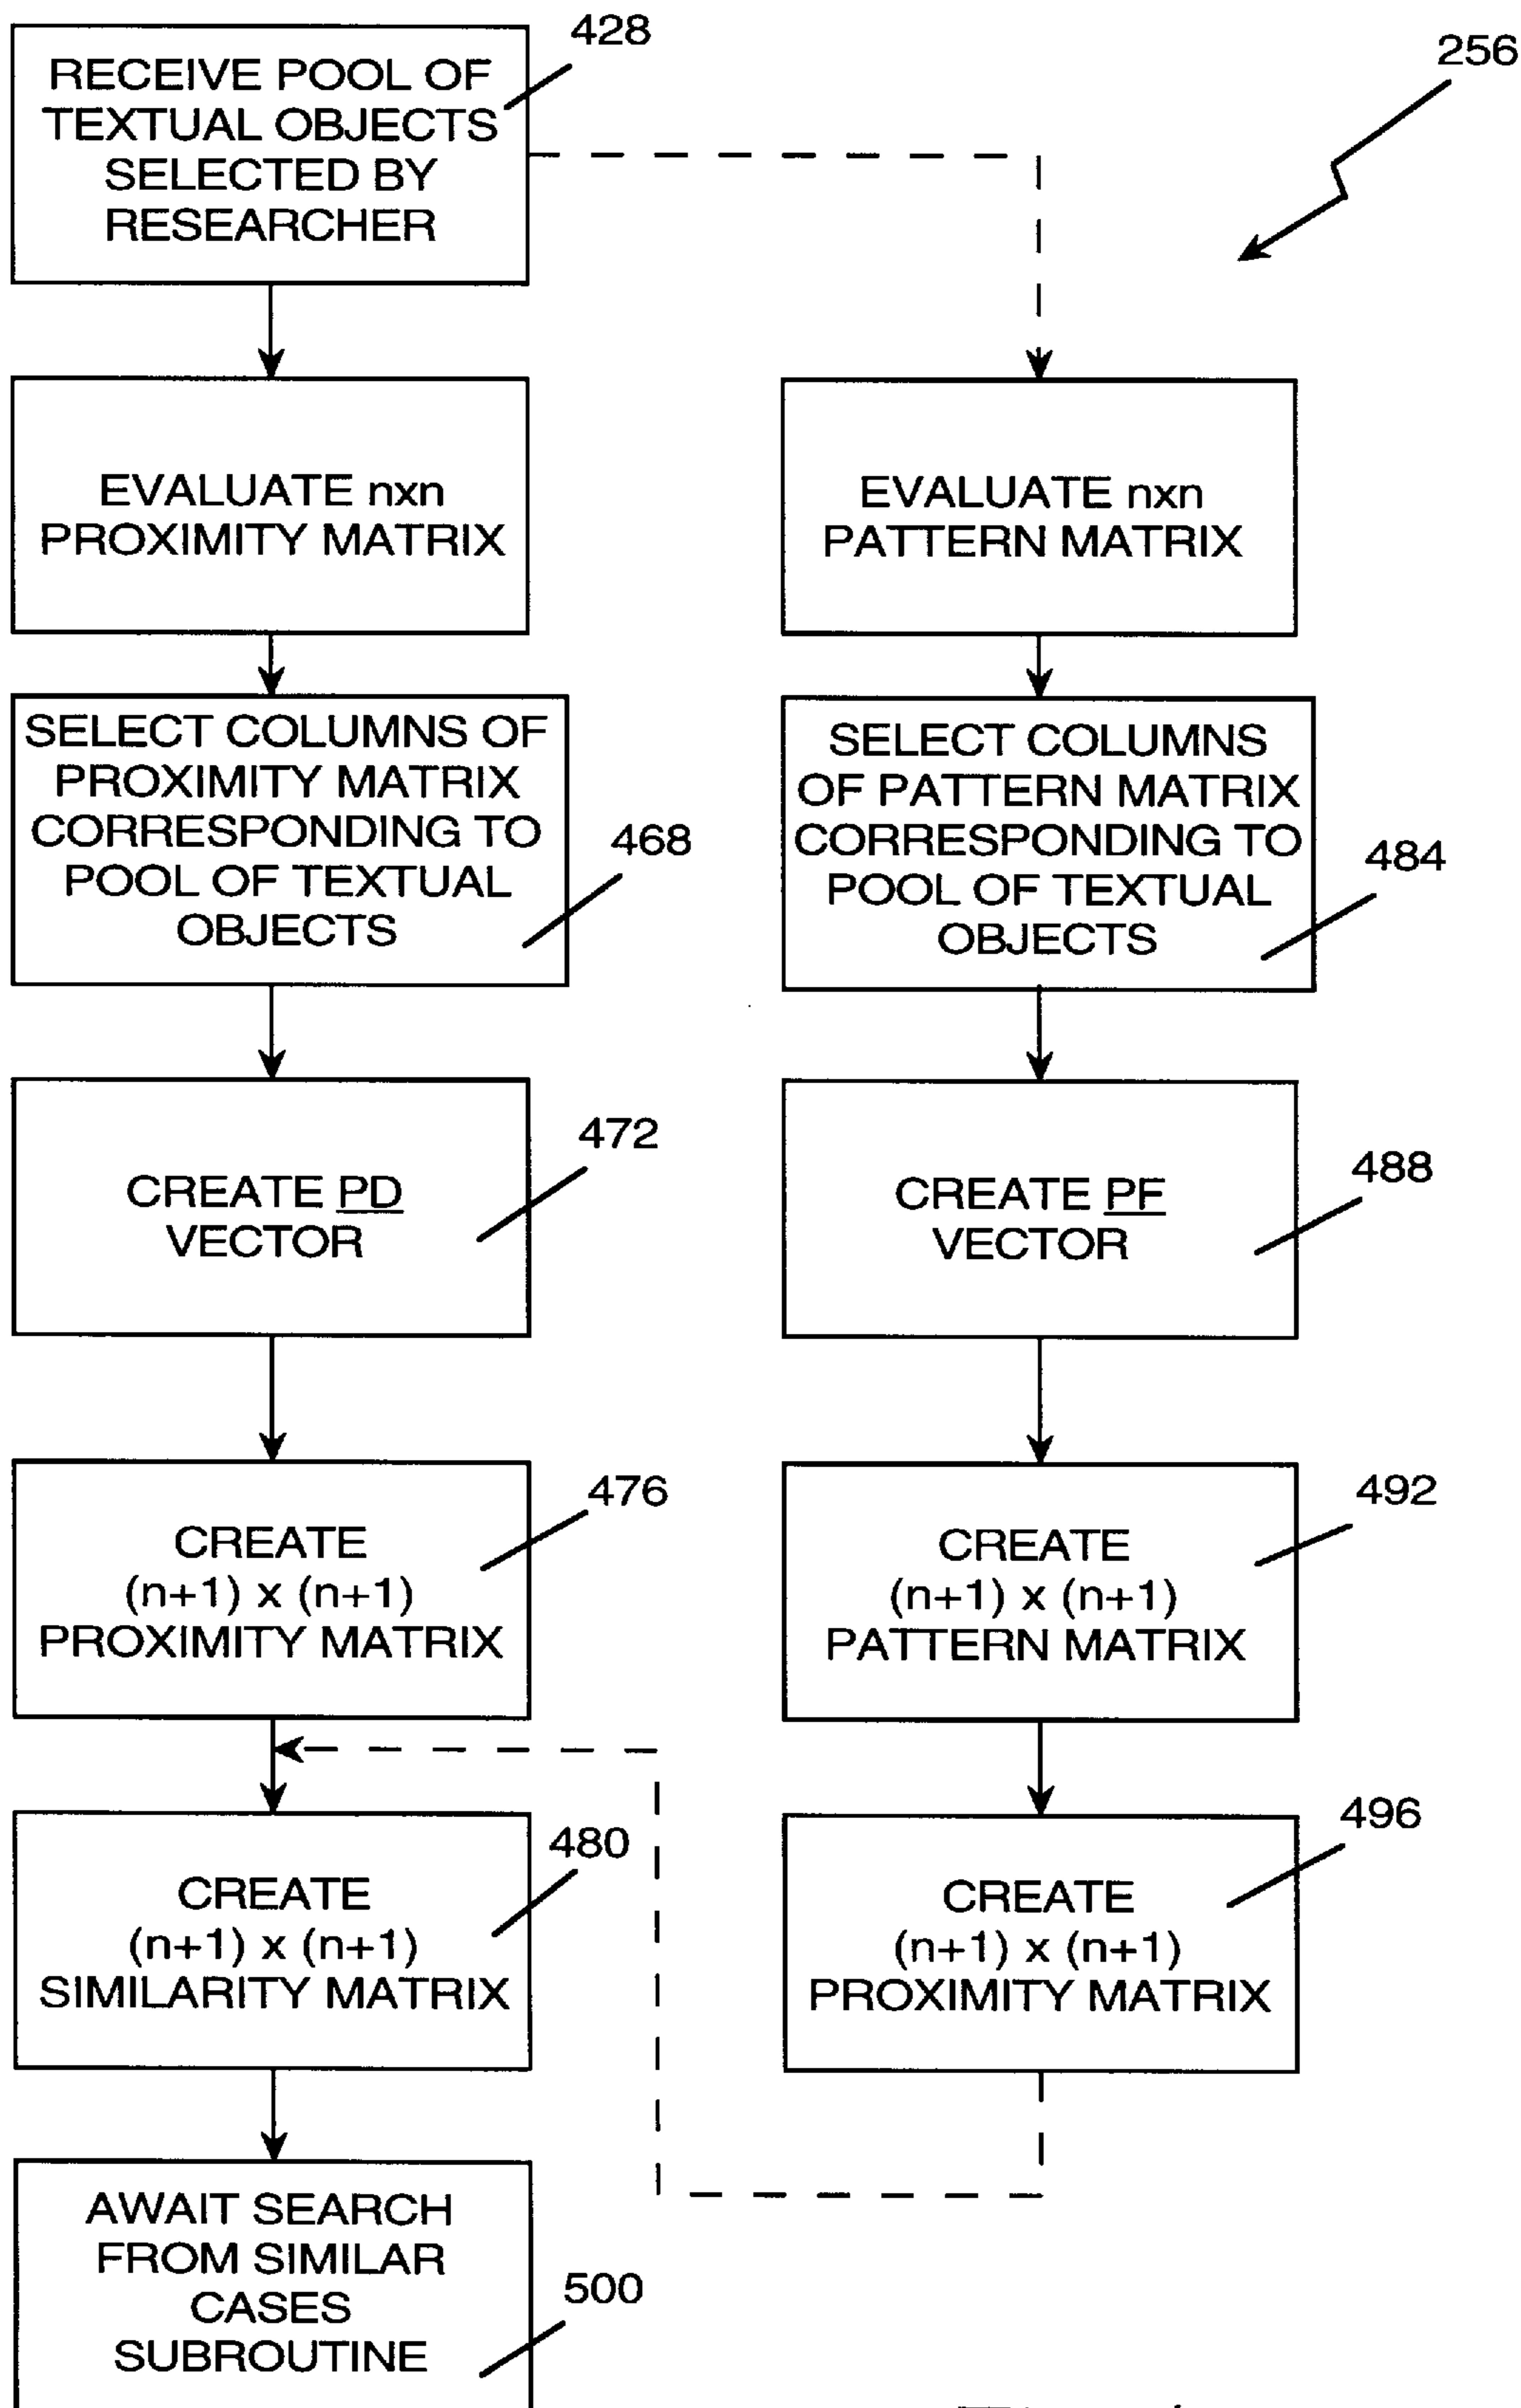 428
256
RECEIVE POOL OF
TEXTUAL OBJECTS
SELECTED BY
RESEARCHER
EVALUATE nxn
PROXIMITY MATRIX
EVALUATE nxn
PATTERN MATRIX
SELECT COLUMNS OF
PROXIMITY MATRIX
CORRESPONDING TO
POOL OF TEXTUAL
OBJECTS
468
SELECT COLUMNS
OF PATTERN MATRIX
CORRESPONDING TO
POOL OF TEXTUAL
OBJECTS
484
CREATE PD
VECTOR
472
CREATE PF
VECTOR
488
CREATE
(n+1) x (n+1)
PROXIMITY MATRIX
476
CREATE
(n+1) x (n+1)
PATTERN MATRIX
492
CREATE
(n+1) x (n+1)
SIMILARITY MATRIX
480
CREATE
(n+1) x (n+1)
PROXIMITY MATRIX
496
AWAIT SEARCH
FROM SIMILAR
CASES
SUBROUTINE
500